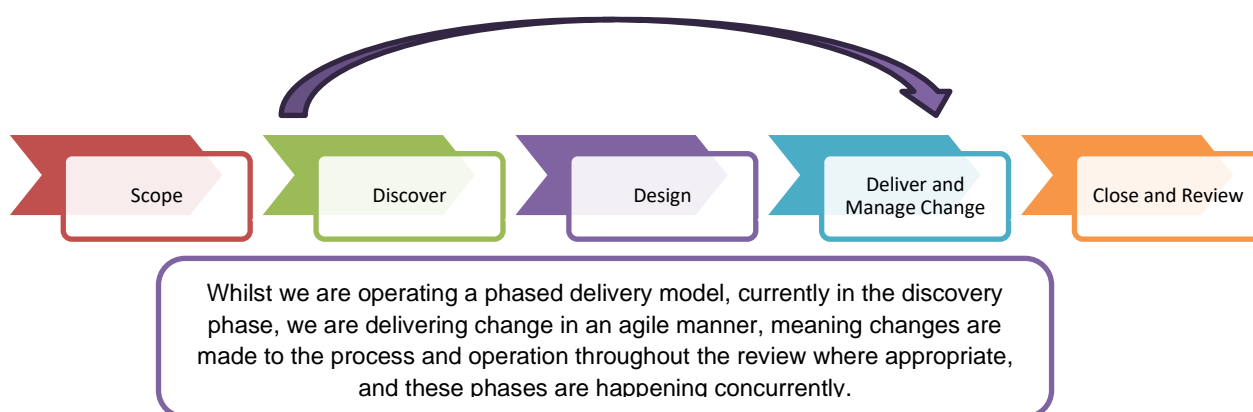 Scope
Discover
Design
Deliver and
Manage Change
Close and Review
Whilst we are operating a phased delivery model, currently in the discovery
phase, we are delivering change in an agile manner, meaning changes are
made to the process and operation throughout the review where appropriate,
and these phases are happening concurrently.